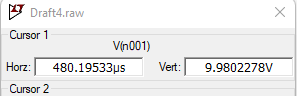 Draft4.raw
Cursor 1
V(n001)
Horz: 480.19533µs Vert: 9.9802278V
Cursor 2